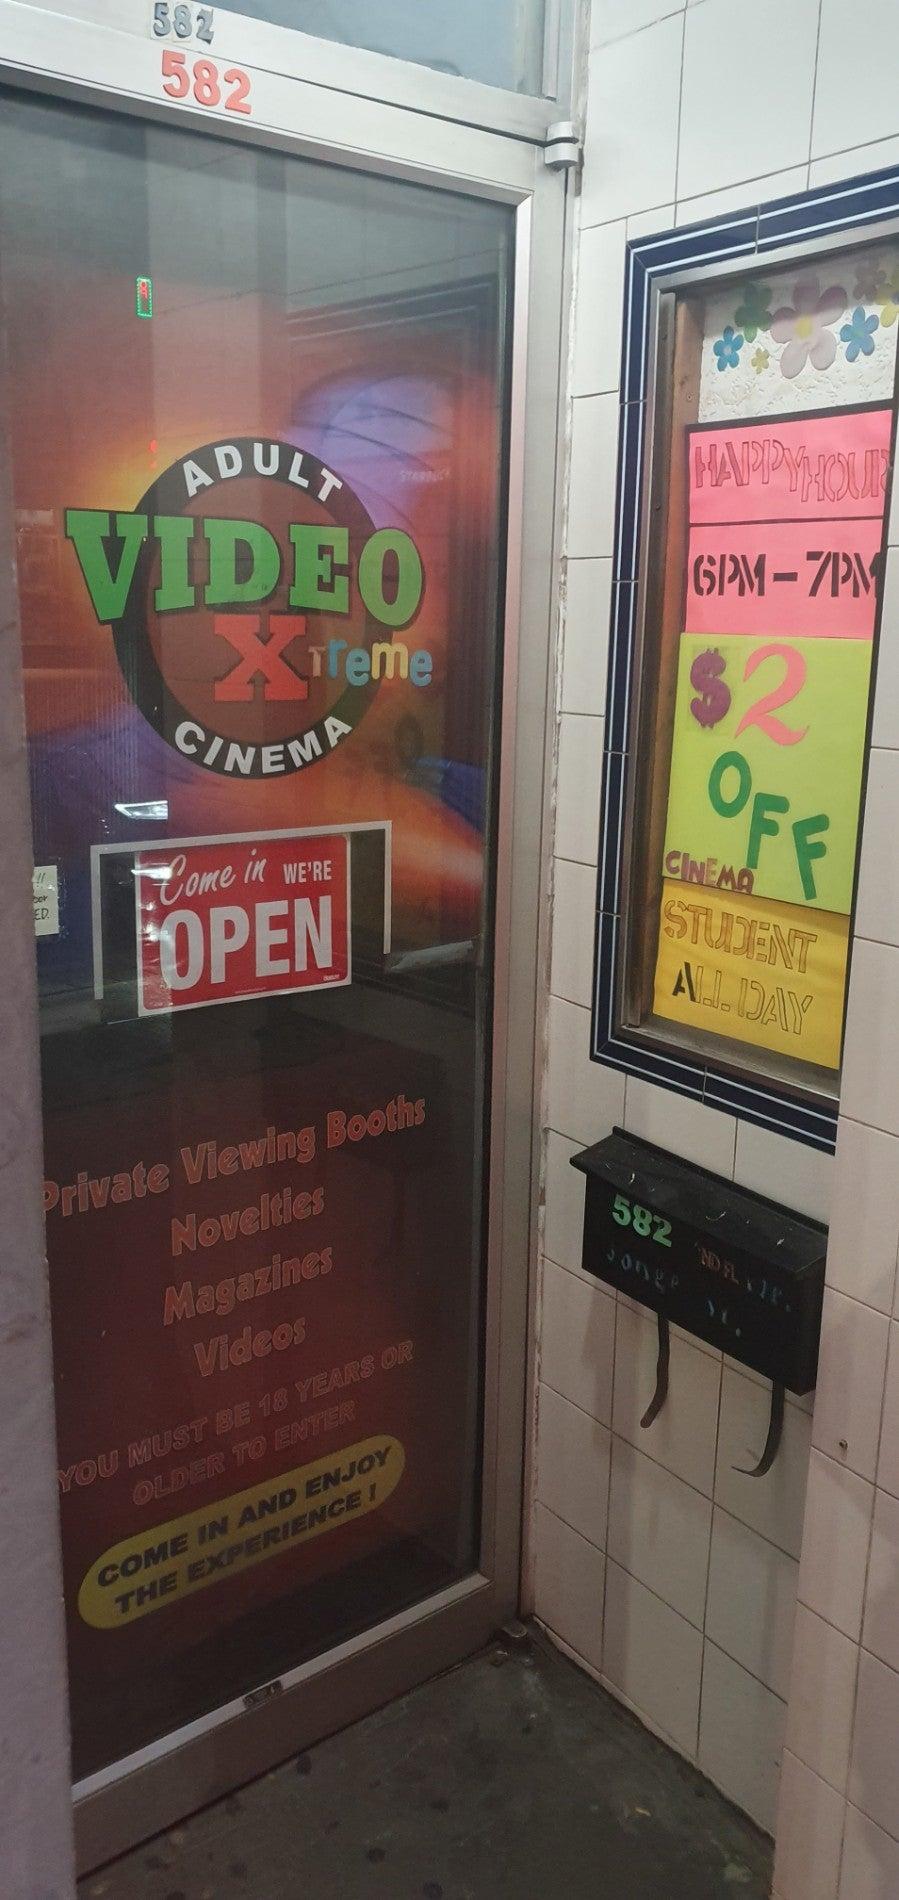 582
582
ADULT
VIDEO
Xtreme
CINEMA
Come in WE'RE
OPEN
Private Viewing Booths
Novelties
Magazines
Videos
YOU MUST BE 18 YEARS OR
OLDER TO ENTER
COME IN AND ENJOY
THE EXPERIENCE!
HAPPY HOUR
6PM-7PM
$2
OFF
CINEMA
STUDENT
ALL DAY
582